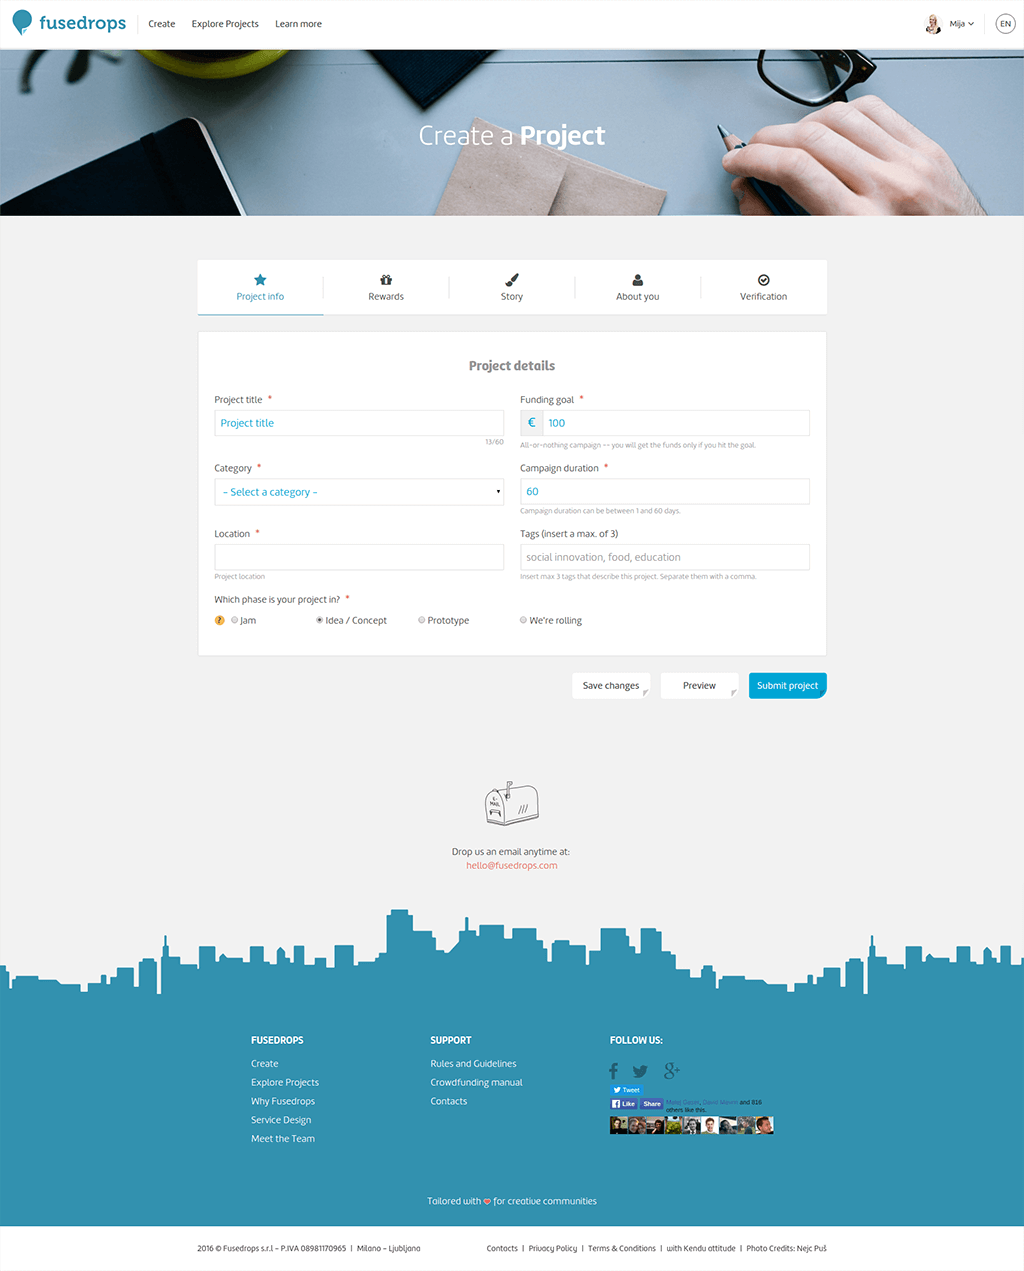 fusedrops Create Explore Projects Learn more Mija EN
Create a Project
Project info Rewards Story About you Verification
Project details
Project title * Funding goal *
Project title € 100
13/60 All-or-nothing campaign -- you will get the funds only if you hit the goal.
Category * Campaign duration *
- Select a category - 60
Campaign duration can be between 1 and 60 days.
Location * Tags (insert a max. of 3)
social innovation, food, education
Project location Insert max 3 tags that describe this project. Separate them with a comma.
Which phase is your project in? *
? Jam Idea / Concept Prototype We're rolling
Save changes Preview Submit project
E-MAIL
Drop us an email anytime at:
hello@fusedrops.com
FUSEDROPS
Create
Explore Projects
Why Fusedrops
Service Design
Meet the Team
SUPPORT
Rules and Guidelines
Crowdfunding manual
Contacts
FOLLOW US:
Tweet
Like Share and 816
others like this.
Tailored with ❤ for creative communities
2016 © Fusedrops s.r.l - P.IVA 08981170965 | Milano - Ljubljana Contacts | Privacy Policy | Terms & Conditions | with Kendu attitude | Photo Credits: Nejc Puš